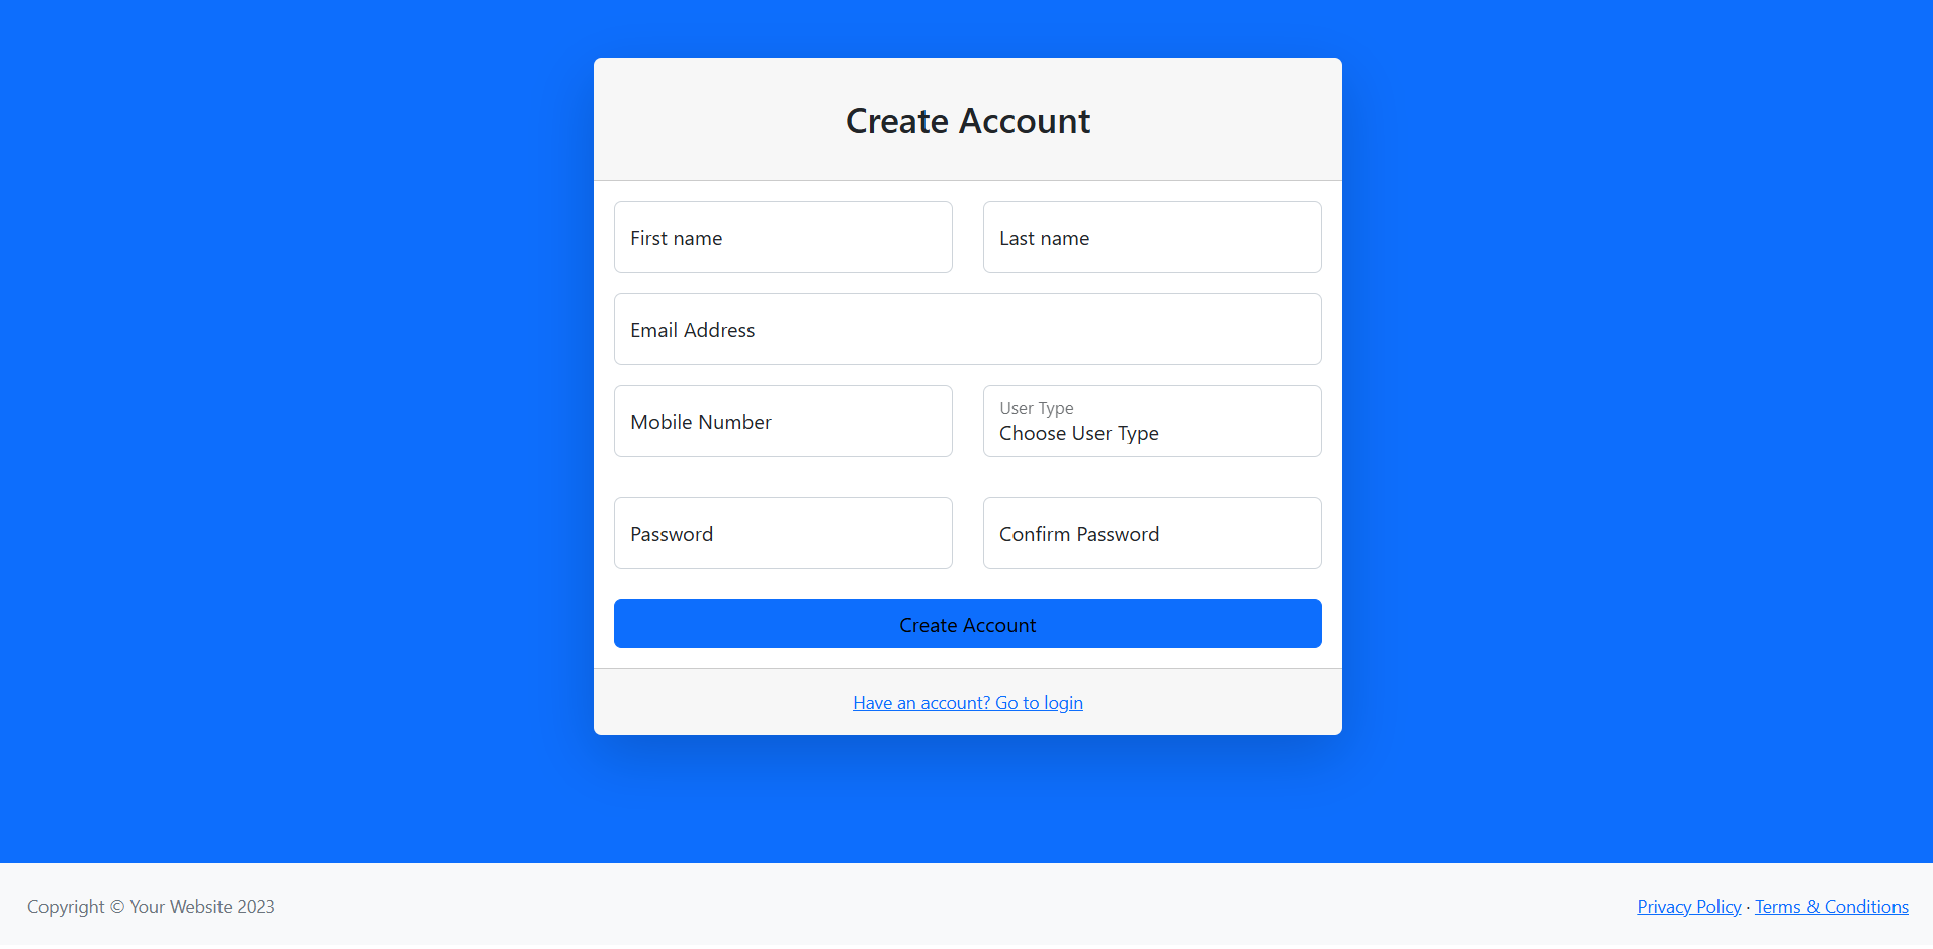 Create Account
First name
Last name
Email Address
Mobile Number
User Type
Choose User Type
Password
Confirm Password
Create Account
Have an account? Go to login
Copyright © Your Website 2023
Privacy Policy · Terms & Conditions